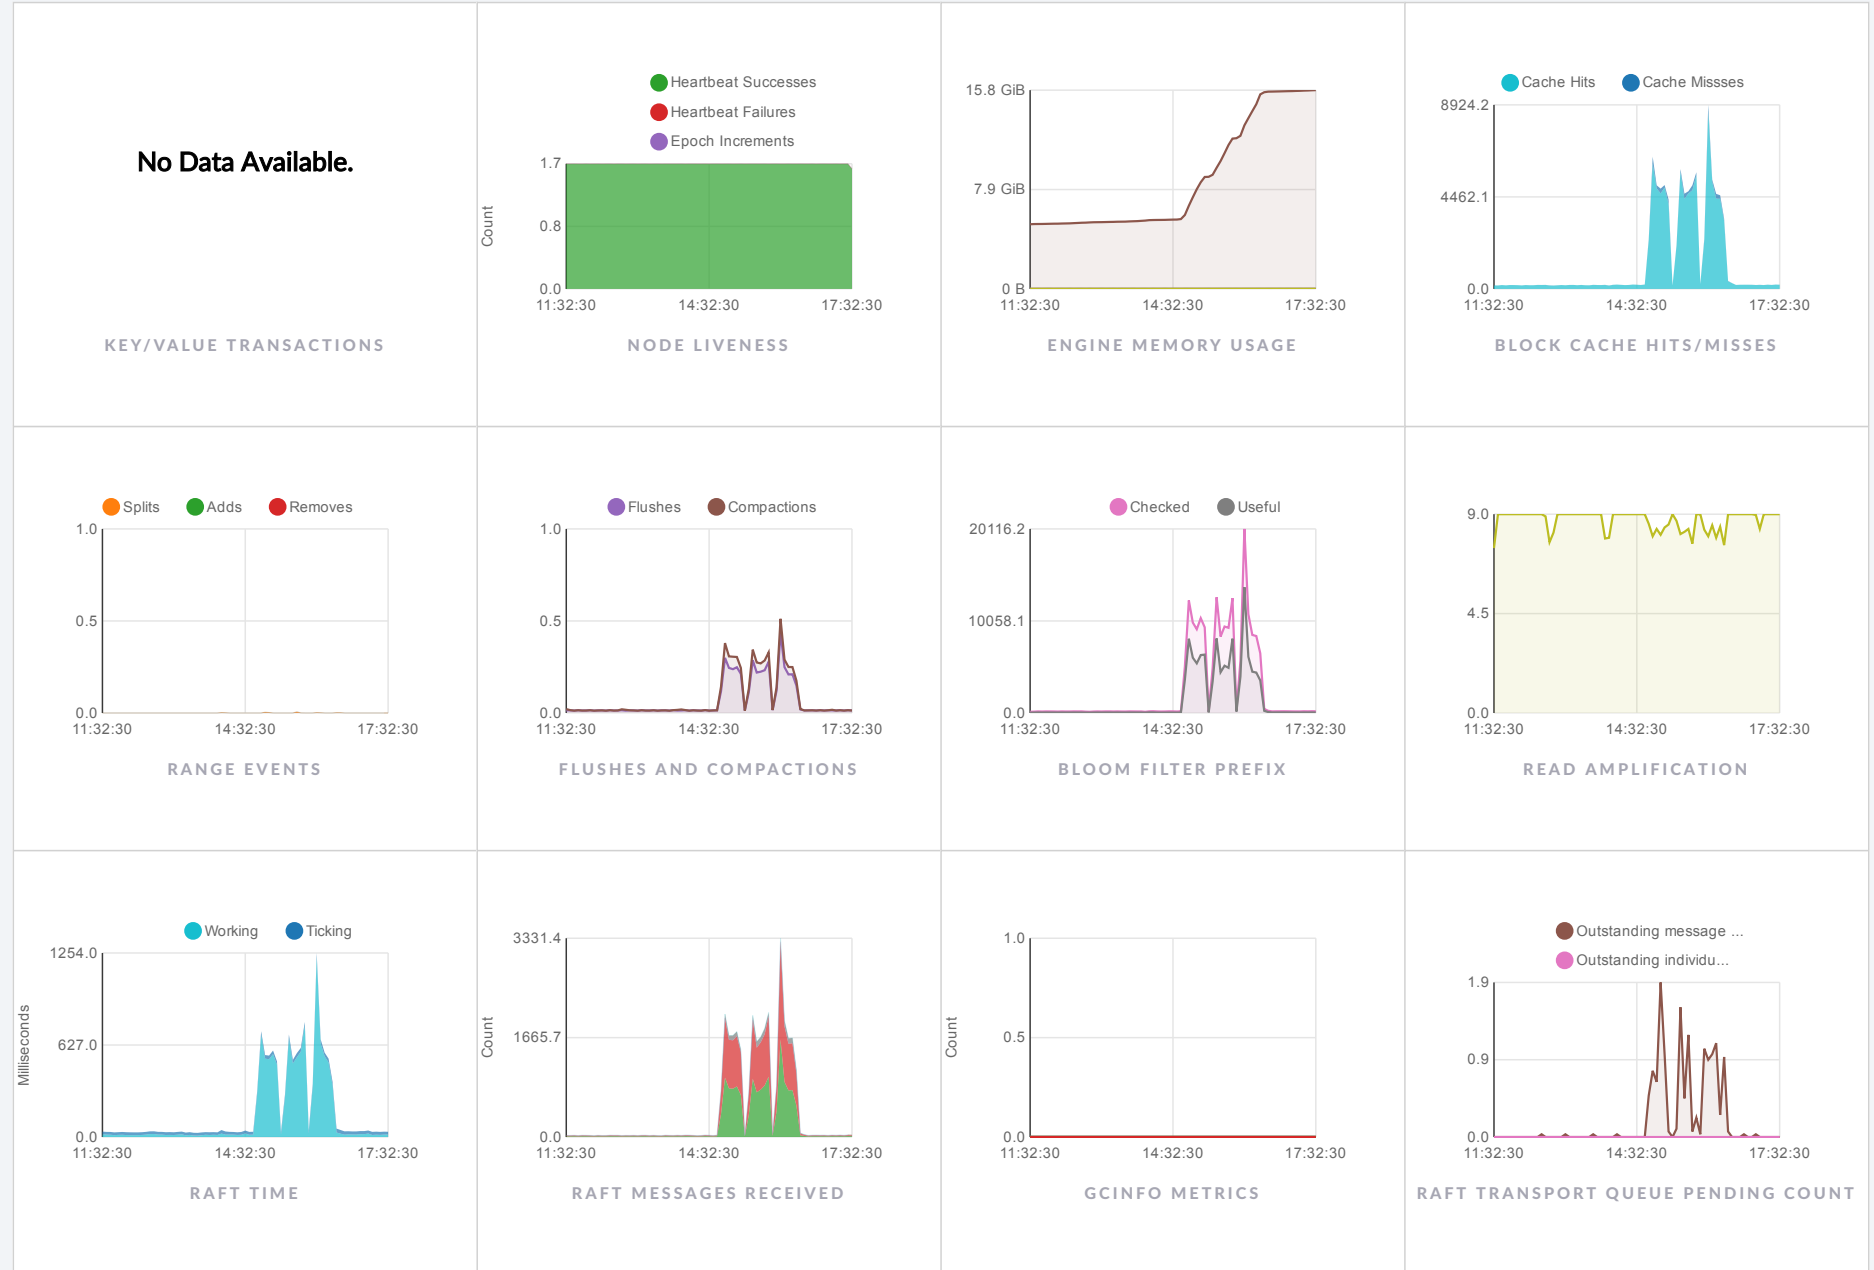 No Data Available.
KEY/VALUE TRANSACTIONS
Heartbeat Successes
Heartbeat Failures
Epoch Increments
1.7
0.8
0.0
Count
11:32:30 14:32:30 17:32:30
NODE LIVENESS
15.8 GiB
7.9 GiB
0 B
11:32:30 14:32:30 17:32:30
ENGINE MEMORY USAGE
Cache Hits Cache Missses
8924.2
4462.1
0.0
11:32:30 14:32:30 17:32:30
BLOCK CACHE HITS/MISSES
Splits Adds Removes
1.0
0.5
0.0
11:32:30 14:32:30 17:32:30
RANGE EVENTS
Flushes Compactions
1.0
0.5
0.0
11:32:30 14:32:30 17:32:30
FLUSHES AND COMPACTIONS
Checked Useful
20116.2
10058.1
0.0
11:32:30 14:32:30 17:32:30
BLOOM FILTER PREFIX
9.0
4.5
0.0
11:32:30 14:32:30 17:32:30
READ AMPLIFICATION
Working Ticking
1254.0
627.0
0.0
Milliseconds
11:32:30 14:32:30 17:32:30
RAFT TIME
3331.4
1665.7
0.0
Count
11:32:30 14:32:30 17:32:30
RAFT MESSAGES RECEIVED
1.0
0.5
0.0
Count
11:32:30 14:32:30 17:32:30
GCINFO METRICS
Outstanding message ...
Outstanding individu...
1.9
0.9
0.0
11:32:30 14:32:30 17:32:30
RAFT TRANSPORT QUEUE PENDING COUNT